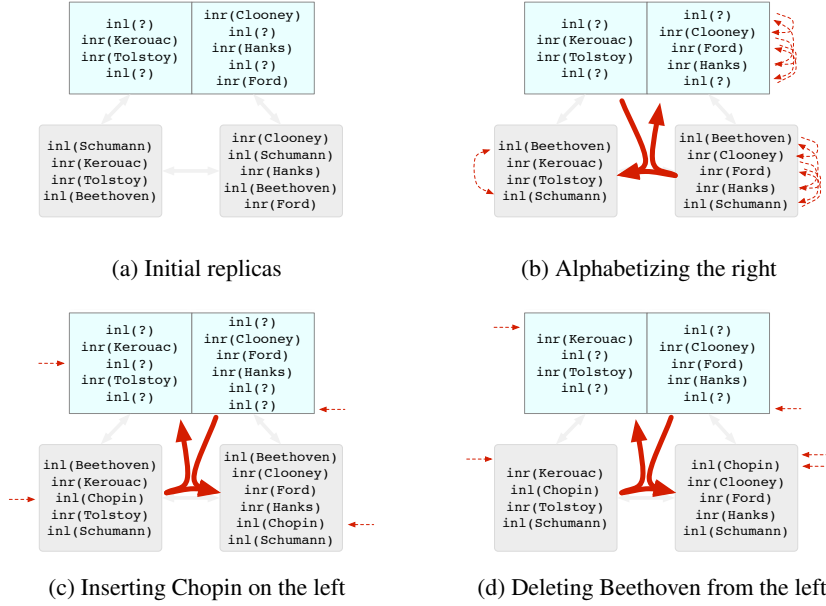 inl(?)
inr(Kerouac)
inr(Tolstoy)
inl(?)
inr(Clooney)
inl(?)
inr(Hanks)
inl(?)
inr(Ford)
inl(Schumann)
inr(Kerouac)
inr(Tolstoy)
inl(Beethoven)
inr(Clooney)
inl(Schumann)
inr(Hanks)
inl(Beethoven)
inr(Ford)
(a) Initial replicas
inl(?)
inr(Kerouac)
inr(Tolstoy)
inl(?)
inl(?)
inr(Clooney)
inr(Ford)
inr(Hanks)
inl(?)
inl(Beethoven)
inr(Kerouac)
inr(Tolstoy)
inl(Schumann)
inl(Beethoven)
inr(Clooney)
inr(Ford)
inr(Hanks)
inl(Schumann)
(b) Alphabetizing the right
inl(?)
inr(Kerouac)
inl(?)
inr(Tolstoy)
inl(?)
inl(?)
inr(Clooney)
inr(Ford)
inr(Hanks)
inl(?)
inl(?)
inl(Beethoven)
inr(Kerouac)
inl(Chopin)
inr(Tolstoy)
inl(Schumann)
inl(Beethoven)
inr(Clooney)
inr(Ford)
inr(Hanks)
inl(Chopin)
inl(Schumann)
(c) Inserting Chopin on the left
inr(Kerouac)
inl(?)
inr(Tolstoy)
inl(?)
inl(?)
inr(Clooney)
inr(Ford)
inr(Hanks)
inl(?)
inr(Kerouac)
inl(Chopin)
inr(Tolstoy)
inl(Schumann)
inl(Chopin)
inr(Clooney)
inr(Ford)
inr(Hanks)
inl(Schumann)
(d) Deleting Beethoven from the left